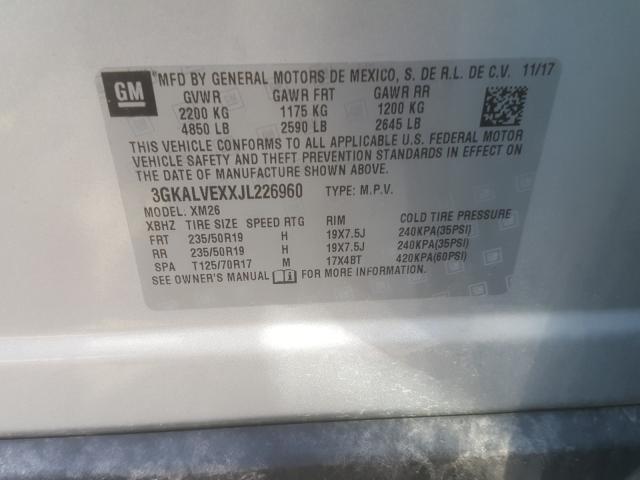 GM
®MFD BY GENERAL MOTORS DE MEXICO, S. DE R.L. DE C.V. 11/17
GVWR GAWR FRT GAWR RR
2200 KG 1175 KG 1200 KG
4850 LB 2590 LB 2645 LB
THIS VEHICLE CONFORMS TO ALL APPLICABLE U.S. FEDERAL MOTOR
VEHICLE SAFETY AND THEFT PREVENTION STANDARDS IN EFFECT ON
THE DATE OF MANUFACTURE SHOWN ABOVE.
3GKALVEXXJL226960 TYPE: M.P.V.
MODEL: XM26
XBHZ TIRE SIZE SPEED RTG RIM COLD TIRE PRESSURE
FRT 235/50R19 H 19X7.5J 240KPA(35PSI)
RR 235/50R19 H 19X7.5J 240KPA(35PSI)
SPA T125/70R17 M 17X4BT 420KPA(60PSI)
SEE OWNER'S MANUAL FOR MORE INFORMATION.